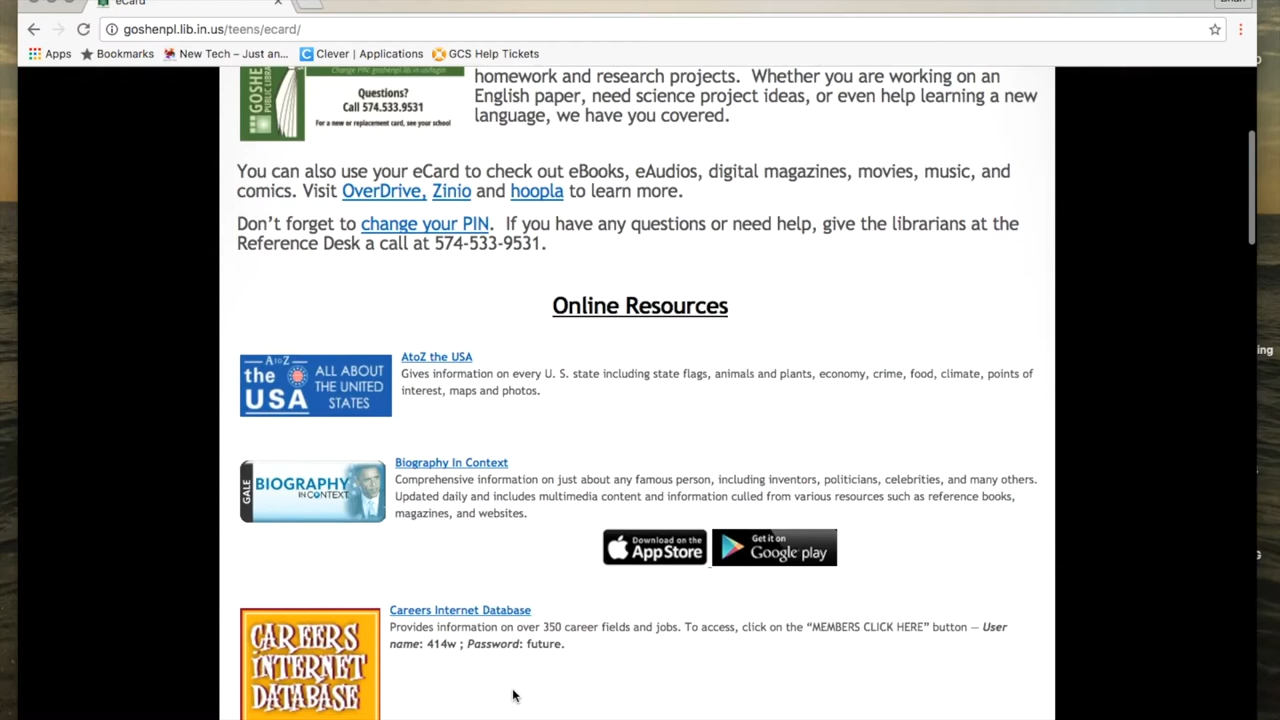 eCard
goshenpl.lib.in.us/teens/ecard/
Apps Bookmarks New Tech – Just an... Clever | Applications GCS Help Tickets
GOSHE
PUBLIC LIBRA
Change PIN: goshenpl.lib.in.us/login
Questions?
Call 574.533.9531
For a new or replacement card, see your school
homework and research projects. Whether you are working on an
English paper, need science project ideas, or even help learning a new
language, we have you covered.
You can also use your eCard to check out eBooks, eAudios, digital magazines, movies, music, and
comics. Visit OverDrive, Zinio and hoopla to learn more.
Don't forget to change your PIN. If you have any questions or need help, give the librarians at the
Reference Desk a call at 574-533-9531.
Online Resources
AtoZ
the
USA
ALL ABOUT
THE UNITED
STATES
AtoZ the USA
Gives information on every U. S. state including state flags, animals and plants, economy, crime, food, climate, points of
interest, maps and photos.
GALE
BIOGRAPHY
IN CONTEXT
Biography In Context
Comprehensive information on just about any famous person, including inventors, politicians, celebrities, and many others.
Updated daily and includes multimedia content and information culled from various resources such as reference books,
magazines, and websites.
Download on the
App Store
Get it on
Google play
CAREERS
INTERNET
DATABASE
Careers Internet Database
Provides information on over 350 career fields and jobs. To access, click on the “MEMBERS CLICK HERE” button — User
name: 414w ; Password: future.
ing